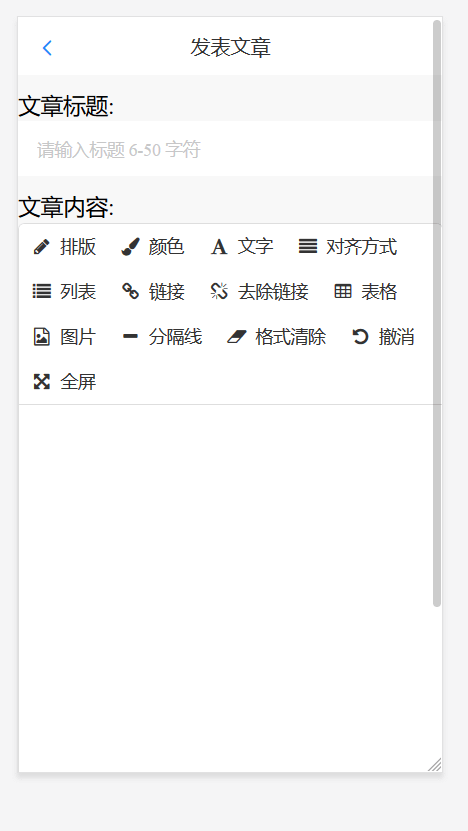 发表文章
文章标题:
请输入标题 6-50 字符
文章内容:
排版 颜色 文字 对齐方式
列表 链接 去除链接 表格
图片 分隔线 格式清除 撤消
全屏